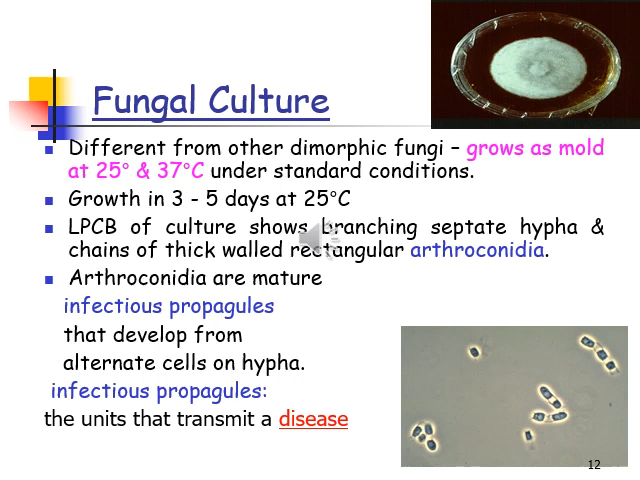 Fungal Culture
Different from other dimorphic fungi – grows as mold
at 25° & 37°C under standard conditions.
Growth in 3 - 5 days at 25°C
LPCB of culture shows branching septate hypha &
chains of thick walled rectangular arthroconidia.
Arthroconidia are mature
infectious propagules
that develop from
alternate cells on hypha.
infectious propagules:
the units that transmit a disease
12